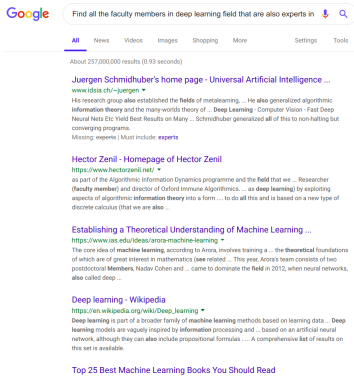 Google
Find all the faculty members in deep learning field that are also experts in
All News Videos Images Shopping More Settings Tools
About 257,000,000 results (0.93 seconds)
Juergen Schmidhuber's home page - Universal Artificial Intelligence ...
www.idsia.ch/~juergen
His research group also established the fields of metalearning, ... He also generalized algorithmic
information theory and the many-worlds theory of ... Deep Learning - Computer Vision - Fast Deep
Neural Nets Etc Yield Best Results on Many ... Schmidhuber generalized all of this to non-halting but
converging programs.
Missing: experts | Must include: experts
Hector Zenil - Homepage of Hector Zenil
https://www.hectorzenil.net/
as part of the Algorithmic Information Dynamics programme and the field that we ... Researcher
(faculty member) and director of Oxford Immune Algorithmics. ... as deep learning) by exploiting
aspects of algorithmic information theory into a form .... to do all this and is based on a new type of
discrete calculus (that we are also ...
Establishing a Theoretical Understanding of Machine Learning ...
https://www.ias.edu/ideas/arora-machine-learning
The core idea of machine learning, according to Arora, involves training a ... the theoretical foundations
of which are of great interest in mathematics (see related ... This year, Arora's team consists of two
postdoctoral Members, Nadav Cohen and ... came to dominate the field in 2012, when neural networks,
also called deep ...
Deep learning - Wikipedia
https://en.wikipedia.org/wiki/Deep_learning
Deep learning is part of a broader family of machine learning methods based on learning data ... Deep
learning models are vaguely inspired by information processing and ... based on an artificial neural
network, although they can also include propositional formulas ..... A comprehensive list of results on
this set is available.
Top 25 Best Machine Learning Books You Should Read